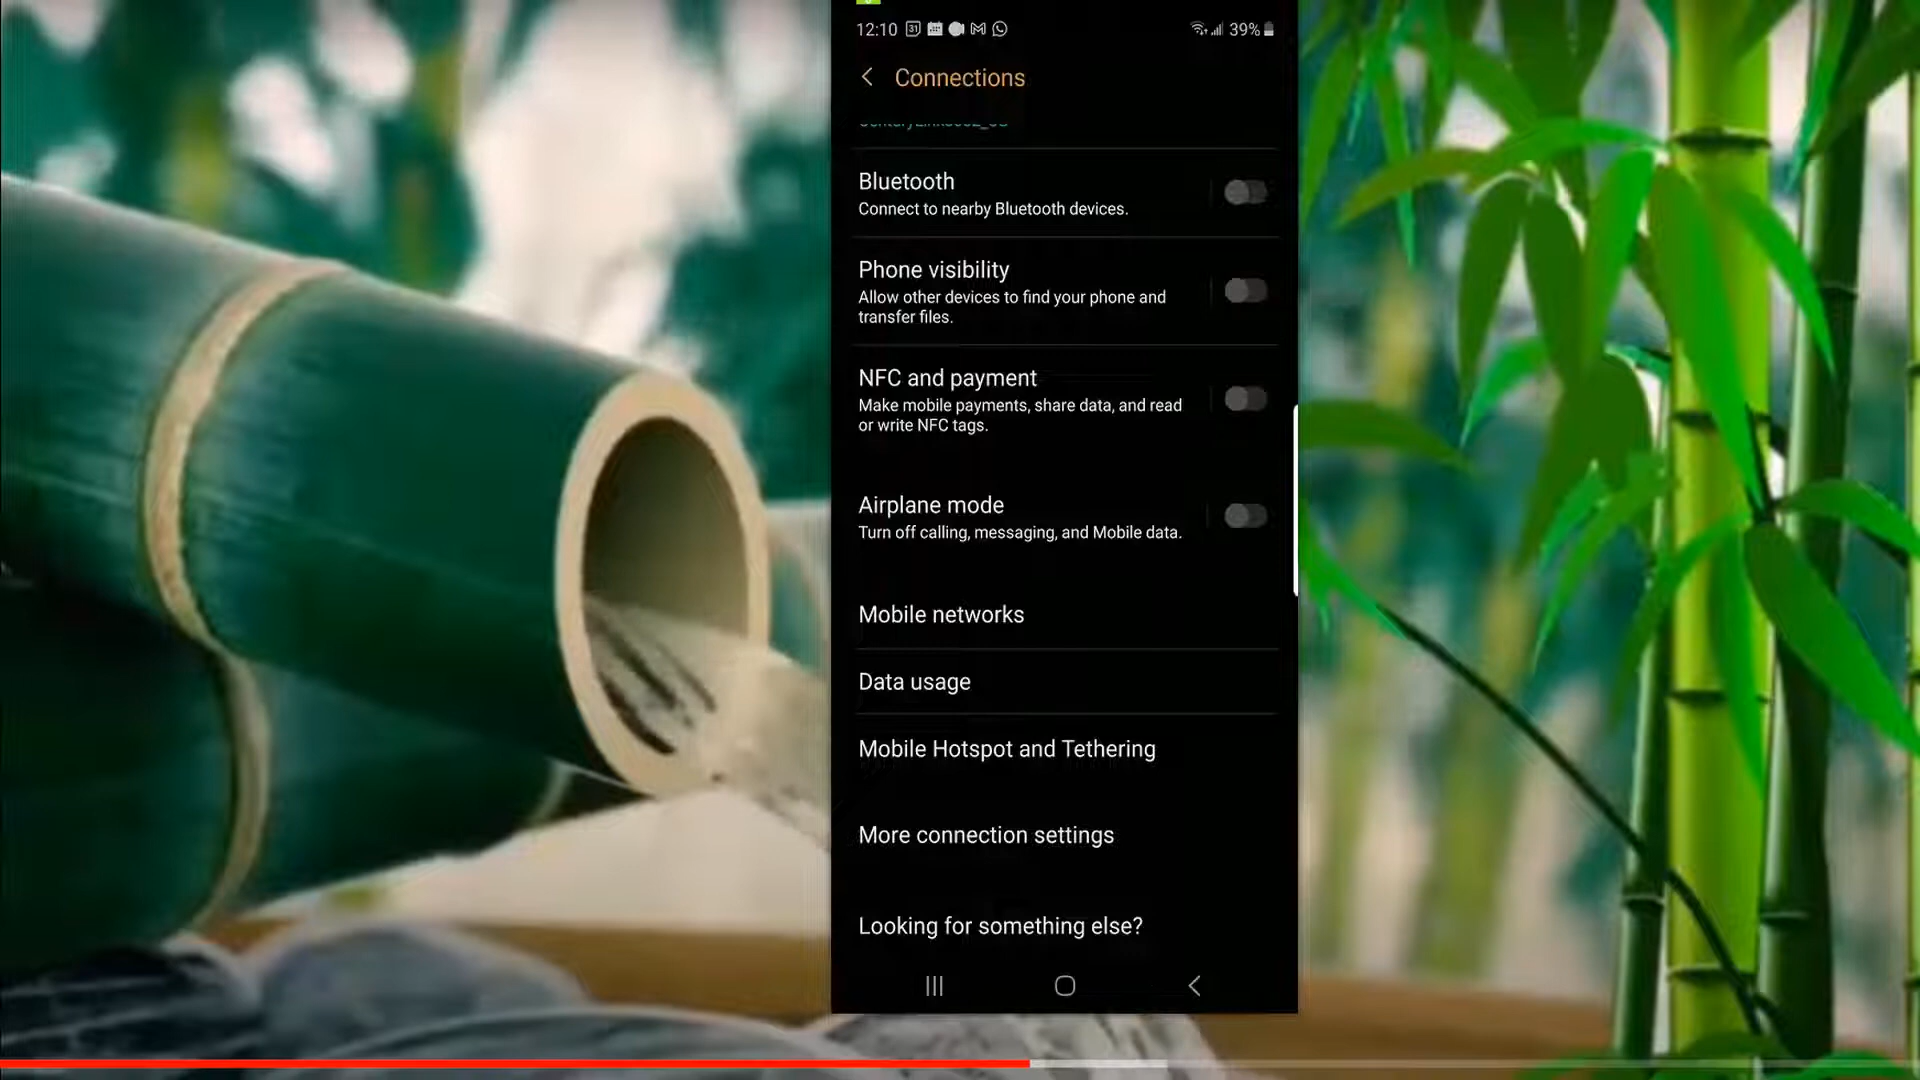 12:10 31 39%
Connections
Bluetooth
Connect to nearby Bluetooth devices.
Phone visibility
Allow other devices to find your phone and
transfer files.
NFC and payment
Make mobile payments, share data, and read
or write NFC tags.
Airplane mode
Turn off calling, messaging, and Mobile data.
Mobile networks
Data usage
Mobile Hotspot and Tethering
More connection settings
Looking for something else?